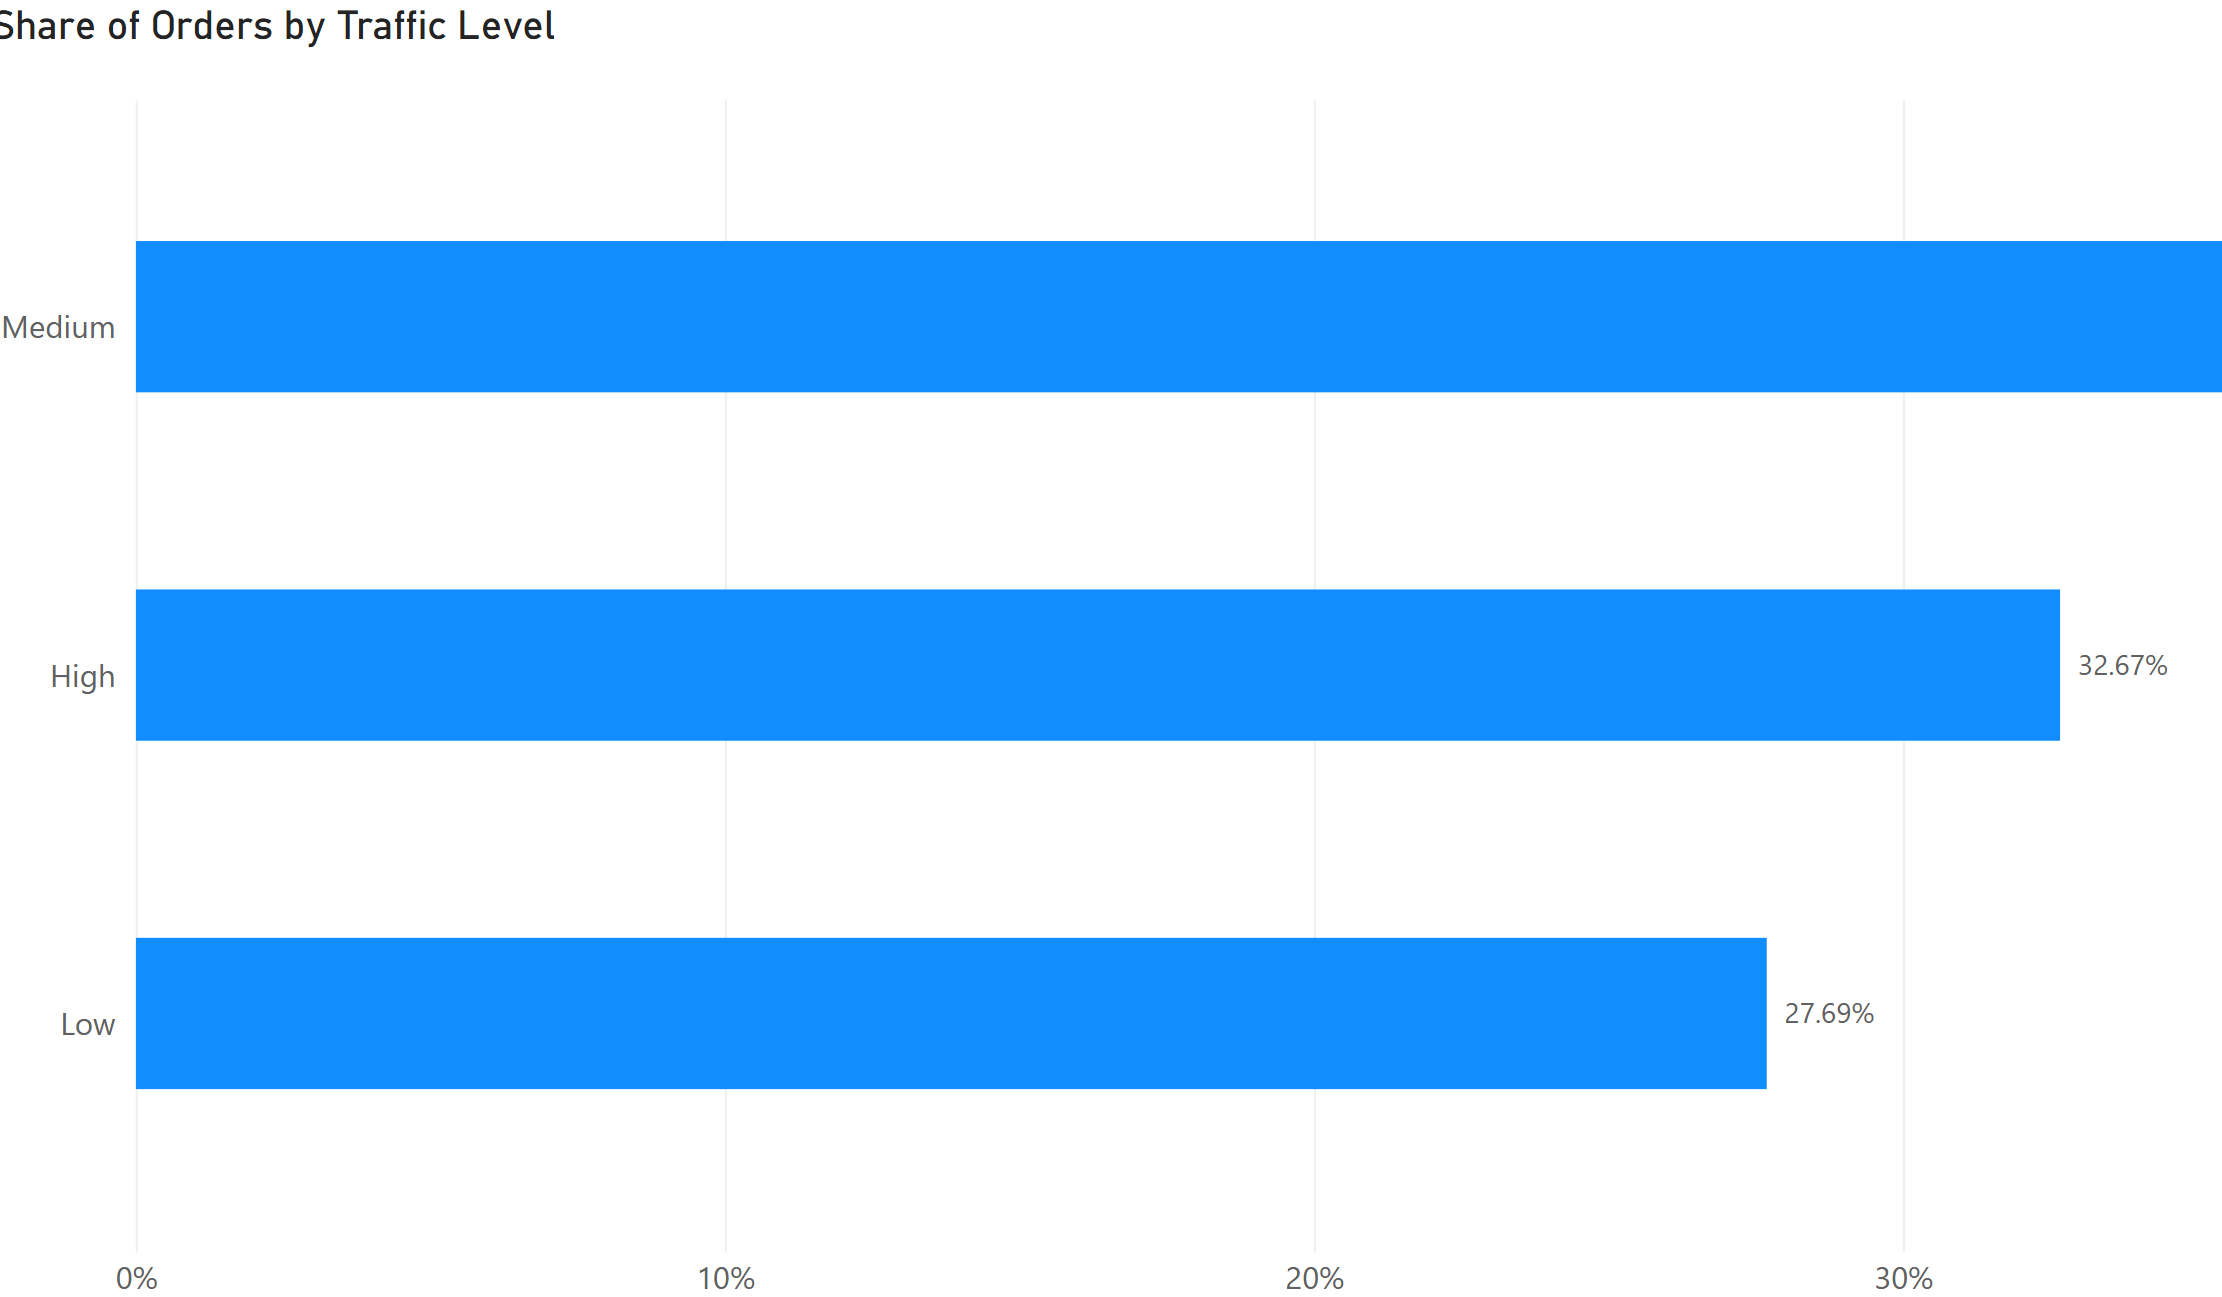 Share of Orders by Traffic Level
Medium
High
32.67%
Low
27.69%
0%
10%
20%
30%